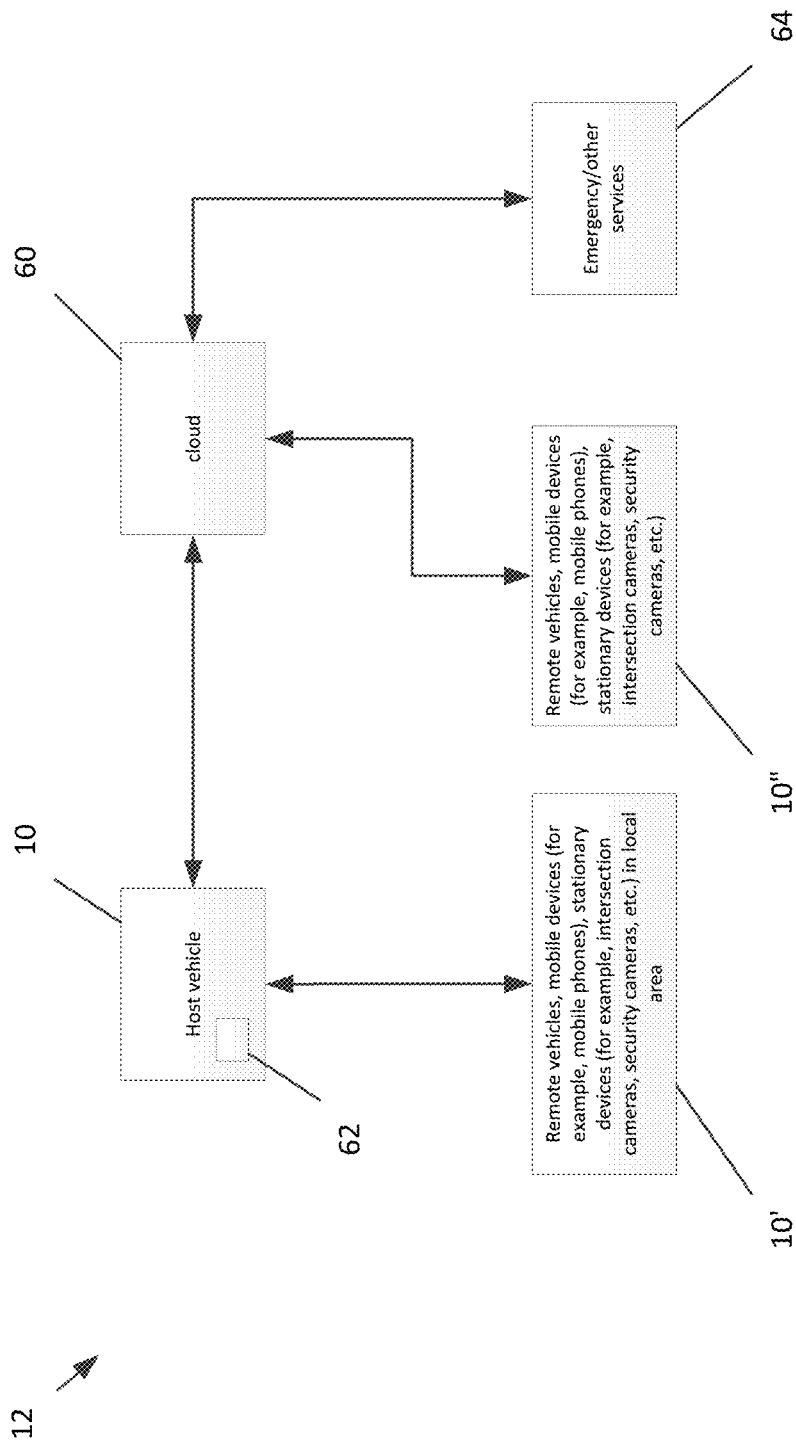 12
10
60
Host vehicle
cloud
62
Remote vehicles, mobile devices (for
example, mobile phones), stationary
devices (for example, intersection
cameras, security cameras, etc.) in local
area
Remote vehicles, mobile devices
(for example, mobile phones),
stationary devices (for example,
intersection cameras, security
cameras, etc.)
Emergency/other
services
10'
10"
64